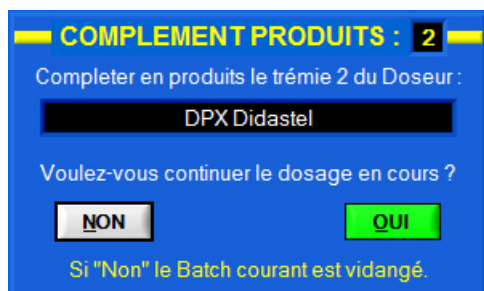 COMPLEMENT PRODUITS : 2
Completer en produits le trémie 2 du Doseur :
DPX Didastel
Voulez-vous continuer le dosage en cours ?
NON QUI
Si "Non" le Batch courant est vidangé.